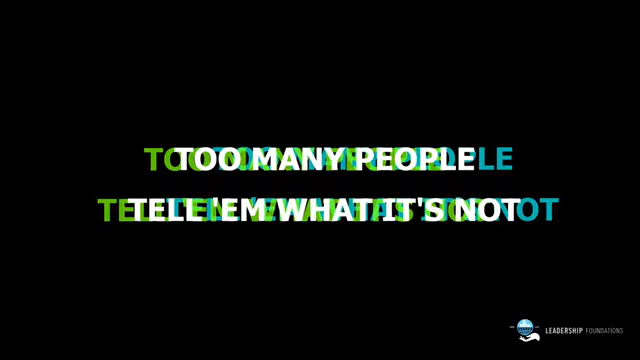 TOO MANY PEOPLE
TELL 'EM WHAT IT'S NOT
LEADERSHIP FOUNDATIONS